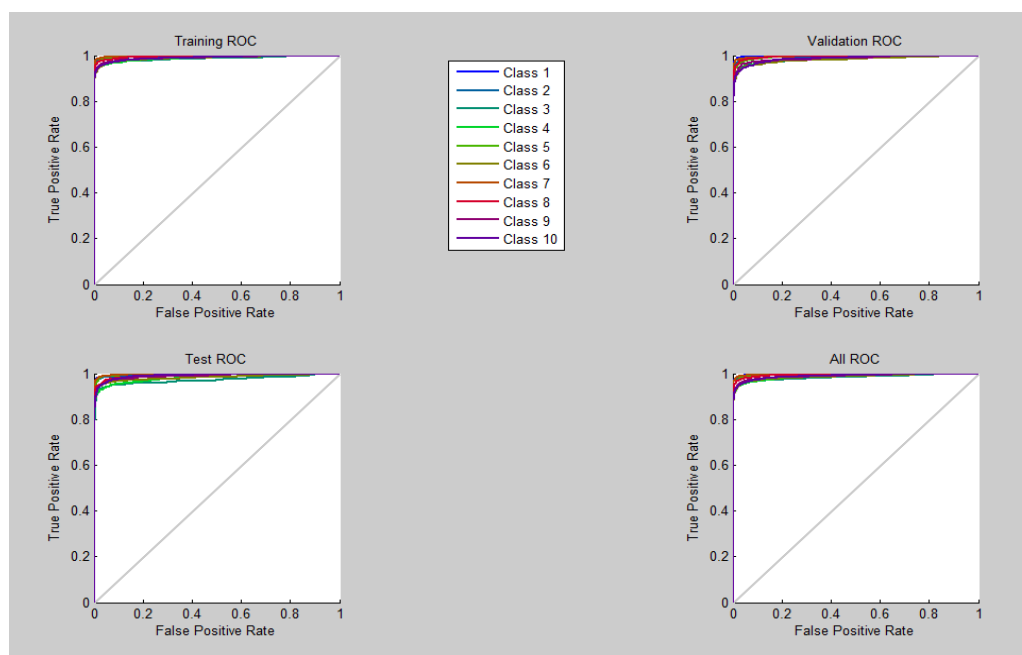 Training ROC
True Positive Rate
1
0.8
0.6
0.4
0.2
0
0 0.2 0.4 0.6 0.8 1
False Positive Rate
Class 1
Class 2
Class 3
Class 4
Class 5
Class 6
Class 7
Class 8
Class 9
Class 10
Validation ROC
True Positive Rate
1
0.8
0.6
0.4
0.2
0
0 0.2 0.4 0.6 0.8 1
False Positive Rate
Test ROC
True Positive Rate
1
0.8
0.6
0.4
0.2
0
0 0.2 0.4 0.6 0.8 1
False Positive Rate
All ROC
True Positive Rate
1
0.8
0.6
0.4
0.2
0
0 0.2 0.4 0.6 0.8 1
False Positive Rate